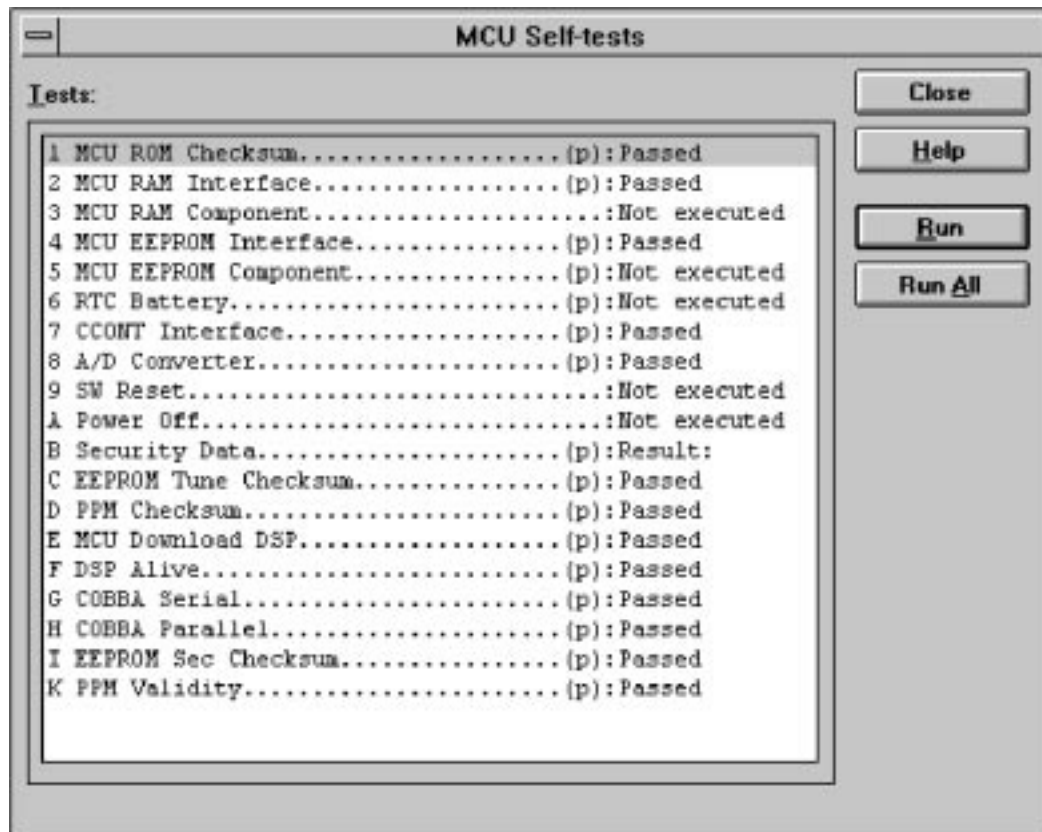 MCU Self-tests
Tests:
1 MCU ROM Checksum...................(p):Passed
2 MCU RAM Interface..................(p):Passed
3 MCU RAM Component.....................:Not executed
4 MCU EEPROM Interface...............(p):Passed
5 MCU EEPROM Component...............(p):Not executed
6 RTC Battery........................(p):Not executed
7 CCONT Interface....................(p):Passed
8 A/D Converter......................(p):Passed
9 SW Reset..............................:Not executed
A Power Off.............................:Not executed
B Security Data......................(p):Result:
C EEPROM Tune Checksum...............(p):Passed
D PPM Checksum.......................(p):Passed
E MCU Download DSP...................(p):Passed
F DSP Alive..........................(p):Passed
G COBBA Serial.......................(p):Passed
H COBBA Parallel.....................(p):Passed
I EEPROM Sec Checksum................(p):Passed
K PPM Validity.......................(p):Passed
Close
Help
Run
Run All